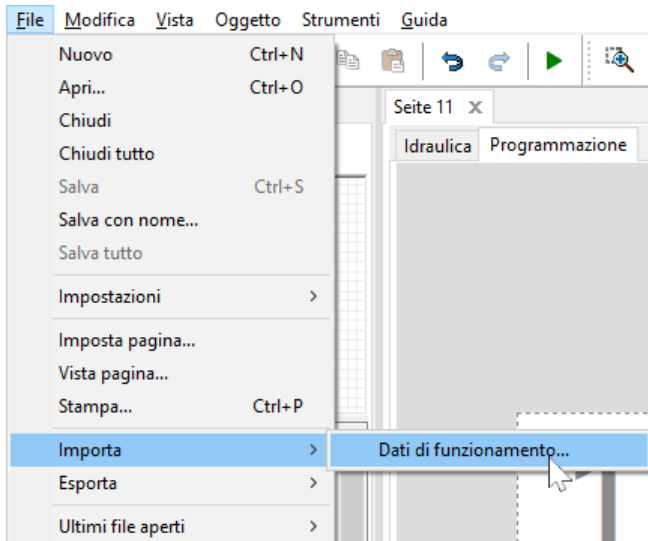 File Modifica Vista Oggetto Strumenti Guida
Nuovo Ctrl+N
Apri... Ctrl+O
Chiudi
Chiudi tutto
Salva Ctrl+S
Salva con nome...
Salva tutto
Impostazioni
Imposta pagina...
Vista pagina...
Stampa... Ctrl+P
Importa
Esporta
Ultimi file aperti
Seite 11
Idraulica Programmazione
Dati di funzionamento...